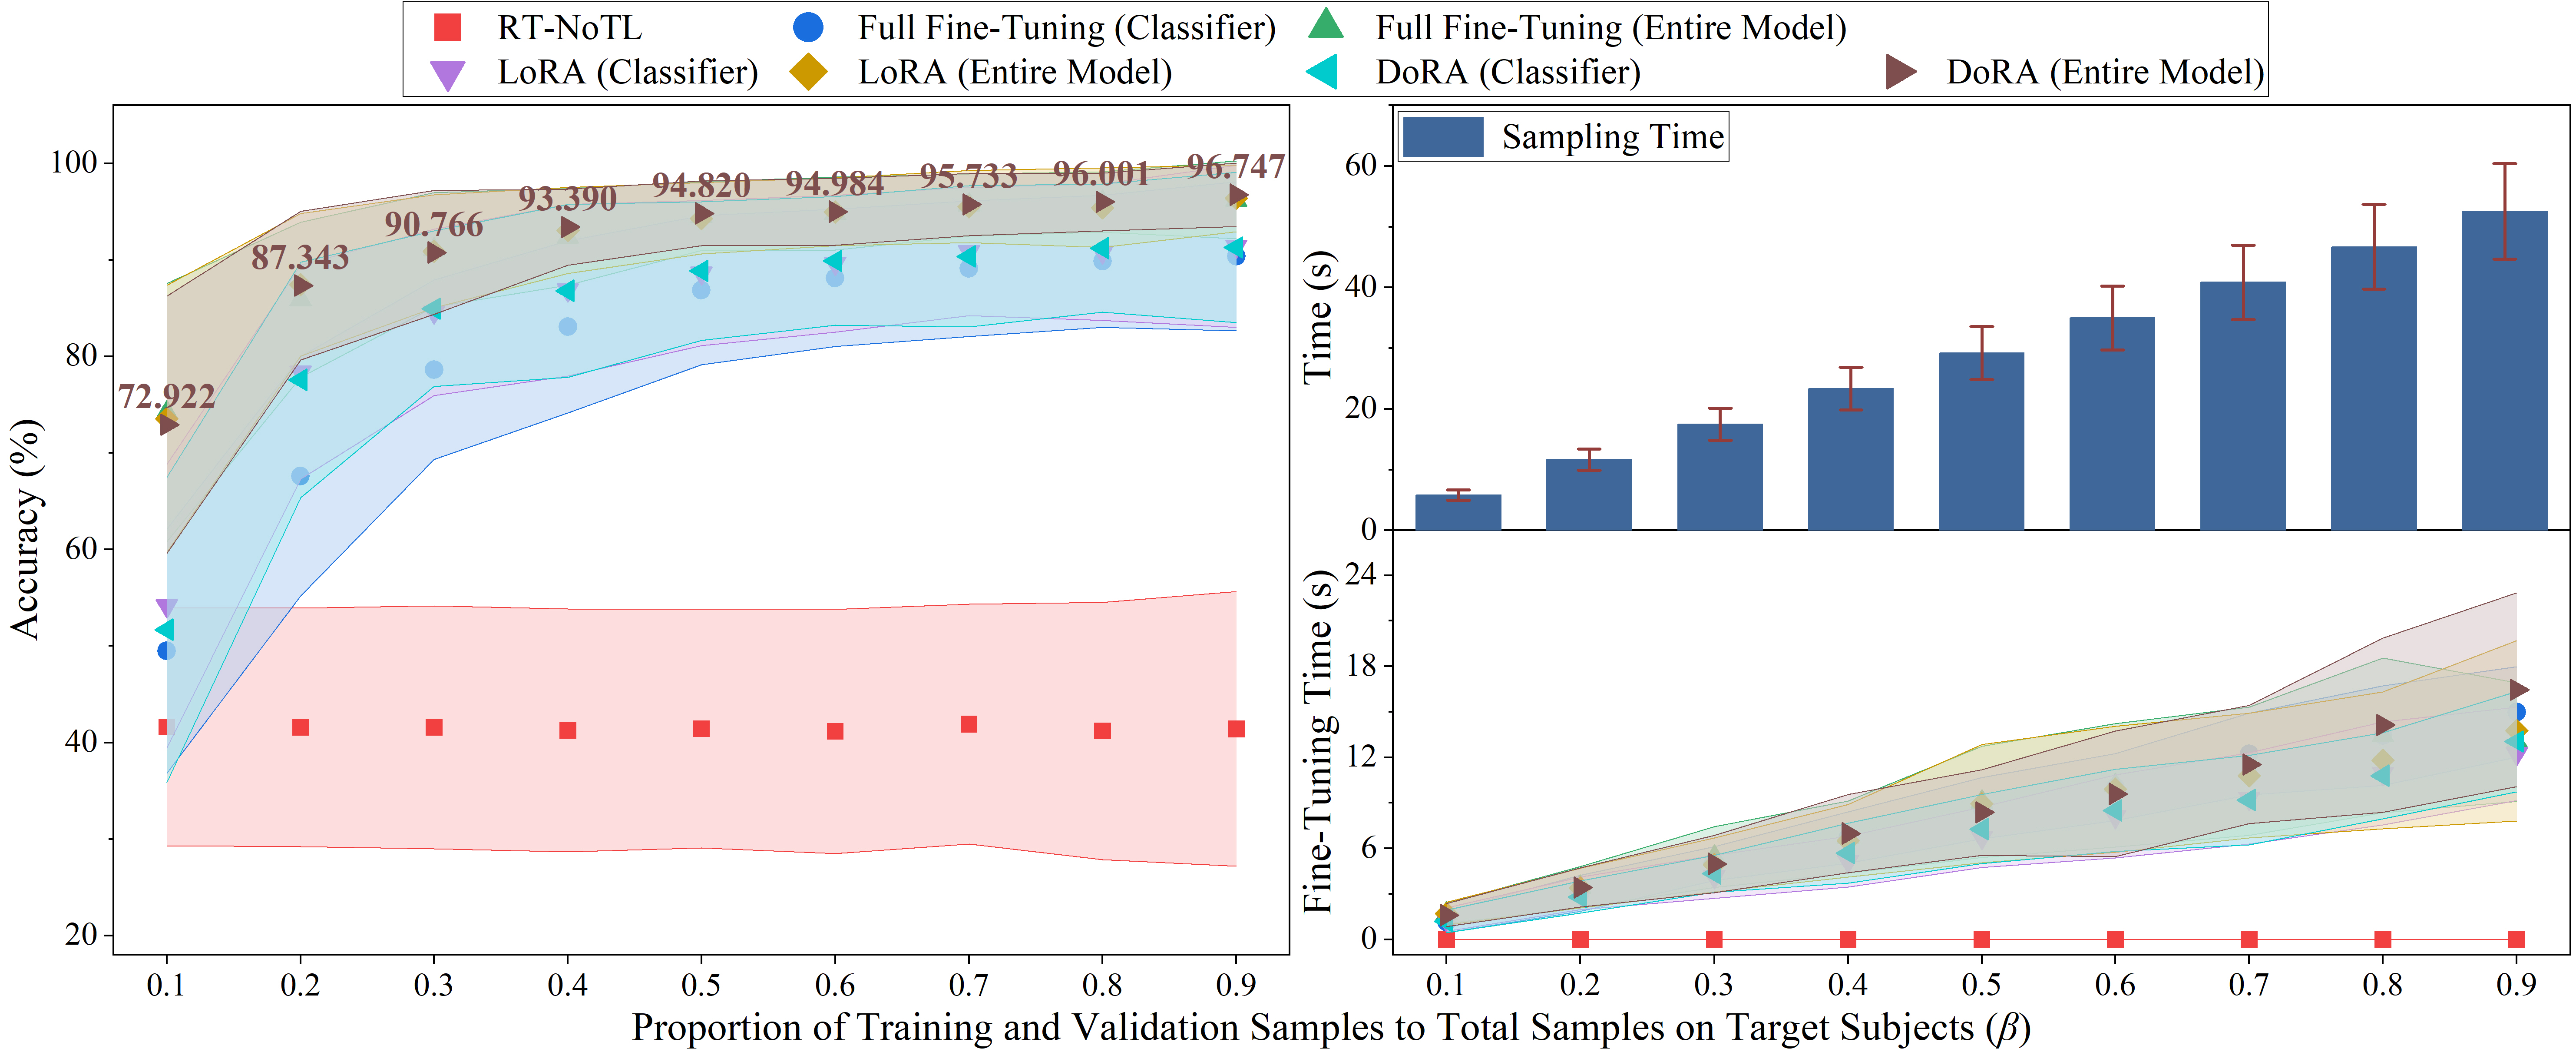 RT-NoTL
Full Fine-Tuning (Classifier)
Full Fine-Tuning (Entire Model)
LoRA (Classifier)
LoRA (Entire Model)
DoRA (Classifier)
DoRA (Entire Model)
Accuracy (%)
100
80
60
40
20
72.922
87.343
90.766
93.390
94.820
94.984
95.733
96.001
96.747
0.1 0.2 0.3 0.4 0.5 0.6 0.7 0.8 0.9
Sampling Time
Time (s)
60
40
20
0
Fine-Tuning Time (s)
24
18
12
6
0
0.1 0.2 0.3 0.4 0.5 0.6 0.7 0.8 0.9
Proportion of Training and Validation Samples to Total Samples on Target Subjects (β)